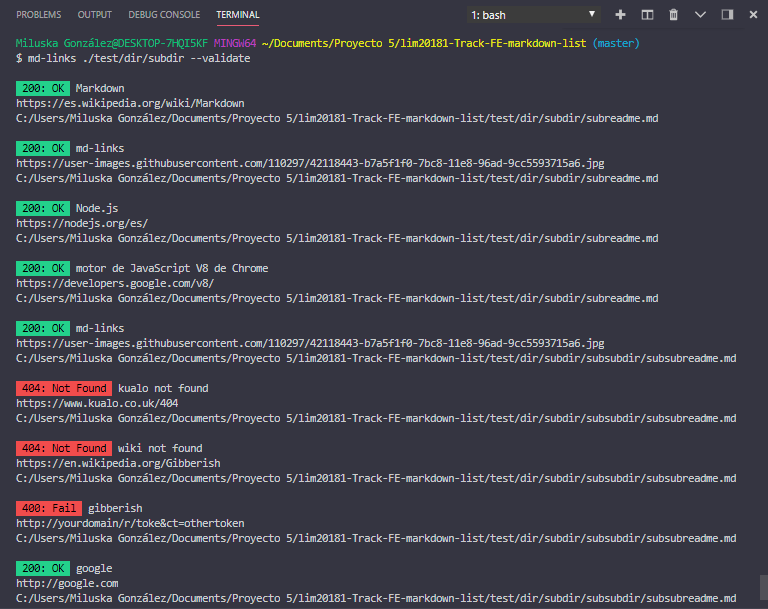 PROBLEMS OUTPUT DEBUG CONSOLE TERMINAL 1: bash
Miluska González@DESKTOP-7HQI5KF MINGW64 ~/Documents/Proyecto 5/lim20181-Track-FE-markdown-list (master)
$ md-links ./test/dir/subdir --validate
200: OK Markdown
https://es.wikipedia.org/wiki/Markdown
C:/Users/Miluska González/Documents/Proyecto 5/lim20181-Track-FE-markdown-list/test/dir/subdir/subreadme.md
200: OK md-links
https://user-images.githubusercontent.com/110297/42118443-b7a5f1f0-7bc8-11e8-96ad-9cc5593715a6.jpg
C:/Users/Miluska González/Documents/Proyecto 5/lim20181-Track-FE-markdown-list/test/dir/subdir/subreadme.md
200: OK Node.js
https://nodejs.org/es/
C:/Users/Miluska González/Documents/Proyecto 5/lim20181-Track-FE-markdown-list/test/dir/subdir/subreadme.md
200: OK motor de JavaScript V8 de Chrome
https://developers.google.com/v8/
C:/Users/Miluska González/Documents/Proyecto 5/lim20181-Track-FE-markdown-list/test/dir/subdir/subreadme.md
200: OK md-links
https://user-images.githubusercontent.com/110297/42118443-b7a5f1f0-7bc8-11e8-96ad-9cc5593715a6.jpg
C:/Users/Miluska González/Documents/Proyecto 5/lim20181-Track-FE-markdown-list/test/dir/subdir/subsubdir/subsubreadme.md
404: Not Found kualo not found
https://www.kualo.co.uk/404
C:/Users/Miluska González/Documents/Proyecto 5/lim20181-Track-FE-markdown-list/test/dir/subdir/subsubdir/subsubreadme.md
404: Not Found wiki not found
https://en.wikipedia.org/Gibberish
C:/Users/Miluska González/Documents/Proyecto 5/lim20181-Track-FE-markdown-list/test/dir/subdir/subsubdir/subsubreadme.md
400: Fail gibberish
http://yourdomain/r/toke&ct=othertoken
C:/Users/Miluska González/Documents/Proyecto 5/lim20181-Track-FE-markdown-list/test/dir/subdir/subsubdir/subsubreadme.md
200: OK google
http://google.com
C:/Users/Miluska González/Documents/Proyecto 5/lim20181-Track-FE-markdown-list/test/dir/subdir/subsubdir/subsubreadme.md